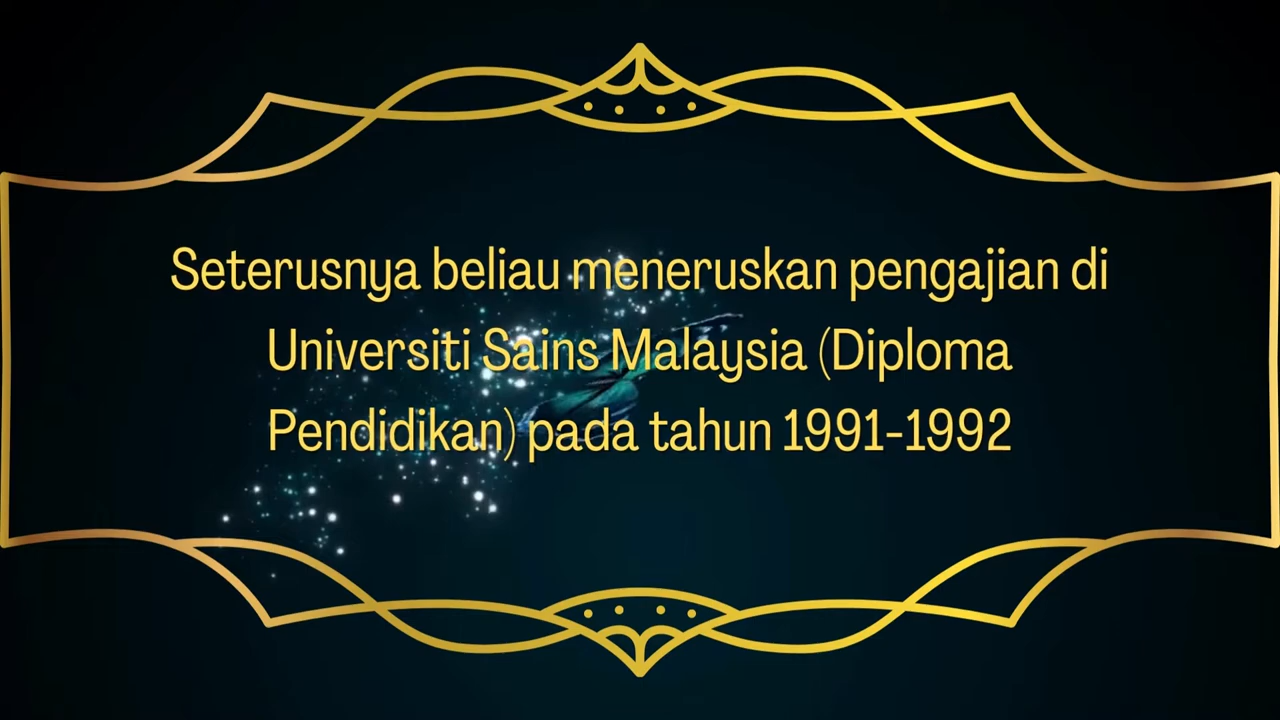 Seterusnya beliau meneruskan pengajian di
Universiti Sains Malaysia (Diploma
Pendidikan) pada tahun 1991-1992